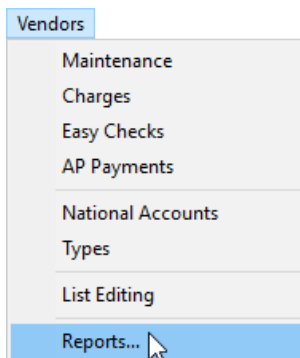 Vendors
Maintenance
Charges
Easy Checks
AP Payments
National Accounts
Types
List Editing
Reports...